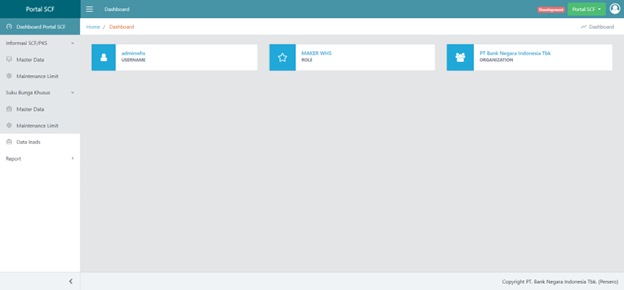 Portal SCF
Dashboard
Development
Portal SCF
Dashboard Portal SCF
Home / Dashboard
Dashboard
Informasi SCF/PKS
Master Data
Maintenance Limit
Suku Bunga Khusus
Master Data
Maintenance Limit
Data leads
Report
adminwhs
USERNAME
MAKER WHS
ROLE
PT Bank Negara Indonesia Tbk
ORGANIZATION
Copyright PT. Bank Negara Indonesia Tbk. (Persero)